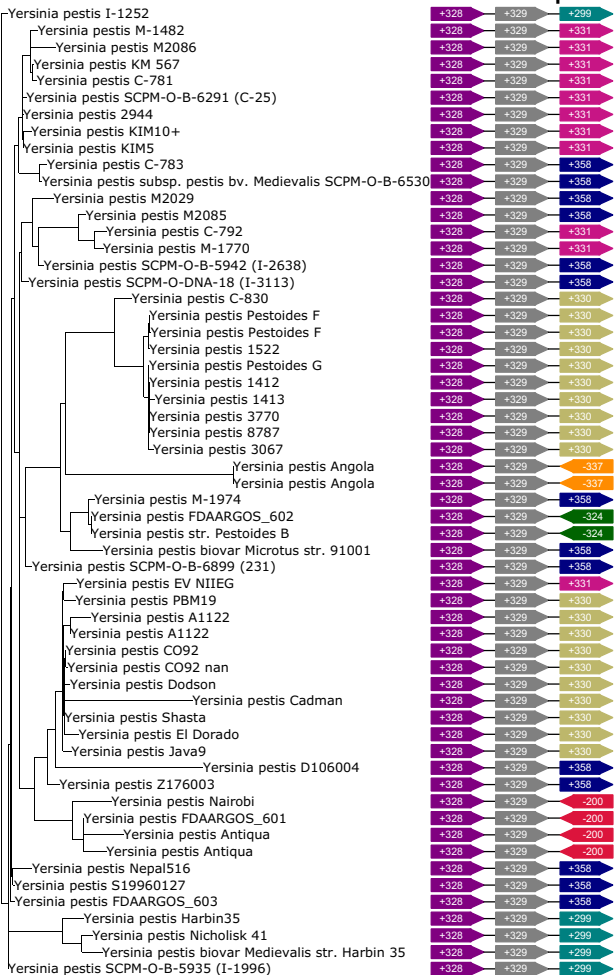 Yersinia pestis I-1252 +328 +329 +299
Yersinia pestis M-1482 +328 +329 +331
Yersinia pestis M2086 +328 +329 +331
Yersinia pestis KM 567 +328 +329 +331
Yersinia pestis C-781 +328 +329 +331
Yersinia pestis SCPM-O-B-6291 (C-25) +328 +329 +331
Yersinia pestis 2944 +328 +329 +331
Yersinia pestis KIM10+ +328 +329 +331
Yersinia pestis KIM5 +328 +329 +331
Yersinia pestis C-783 +328 +329 +358
Yersinia pestis subsp. pestis bv. Medievalis SCPM-O-B-6530 +328 +329 +358
Yersinia pestis M2029 +328 +329 +358
Yersinia pestis M2085 +328 +329 +358
Yersinia pestis C-792 +328 +329 +331
Yersinia pestis M-1770 +328 +329 +331
Yersinia pestis SCPM-O-B-5942 (I-2638) +328 +329 +358
Yersinia pestis SCPM-O-DNA-18 (I-3113) +328 +329 +358
Yersinia pestis C-830 +328 +329 +330
Yersinia pestis Pestoides F +328 +329 +330
Yersinia pestis Pestoides F +328 +329 +330
Yersinia pestis 1522 +328 +329 +330
Yersinia pestis Pestoides G +328 +329 +330
Yersinia pestis 1412 +328 +329 +330
Yersinia pestis 1413 +328 +329 +330
Yersinia pestis 3770 +328 +329 +330
Yersinia pestis 8787 +328 +329 +330
Yersinia pestis 3067 +328 +329 +330
Yersinia pestis Angola +328 +329 -337
Yersinia pestis Angola +328 +329 -337
Yersinia pestis M-1974 +328 +329 +358
Yersinia pestis FDAARGOS_602 +328 +329 -324
Yersinia pestis str. Pestoides B +328 +329 -324
Yersinia pestis biovar Microtus str. 91001 +328 +329 +358
Yersinia pestis SCPM-O-B-6899 (231) +328 +329 +358
Yersinia pestis EV NIIEG +328 +329 +331
Yersinia pestis PBM19 +328 +329 +330
Yersinia pestis A1122 +328 +329 +330
Yersinia pestis A1122 +328 +329 +330
Yersinia pestis CO92 +328 +329 +330
Yersinia pestis CO92 nan +328 +329 +330
Yersinia pestis Dodson +328 +329 +330
Yersinia pestis Cadman +328 +329 +330
Yersinia pestis Shasta +328 +329 +330
Yersinia pestis El Dorado +328 +329 +330
Yersinia pestis Java9 +328 +329 +330
Yersinia pestis D106004 +328 +329 +358
Yersinia pestis Z176003 +328 +329 +358
Yersinia pestis Nairobi +328 +329 -200
Yersinia pestis FDAARGOS_601 +328 +329 -200
Yersinia pestis Antiqua +328 +329 -200
Yersinia pestis Antiqua +328 +329 -200
Yersinia pestis Nepal516 +328 +329 +358
Yersinia pestis S19960127 +328 +329 +358
Yersinia pestis FDAARGOS_603 +328 +329 +358
Yersinia pestis Harbin35 +328 +329 +299
Yersinia pestis Nicholisk 41 +328 +329 +299
Yersinia pestis biovar Medievalis str. Harbin 35 +328 +329 +299
Yersinia pestis SCPM-O-B-5935 (I-1996) +328 +329 +299